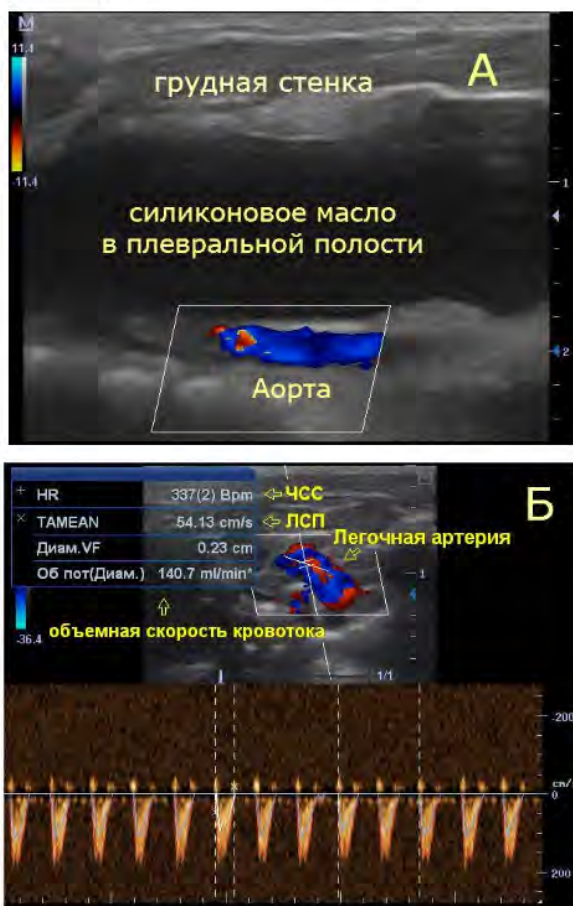 М
11.4
А
грудная стенка
-11.4
1
силиконовое масло
в плевральной полости
2
Аорта
Б
+ HR 337(2) Bpm ⇦ ЧСС
× TAMEAN 54.13 cm/s ⇦ ЛСП
Диам.VF 0.23 cm
Об пот(Диам.) 140.7 ml/min*
Легочная артерия
1
объемная скорость кровотока
-36.4
1/1
-200
cm/s
0
200